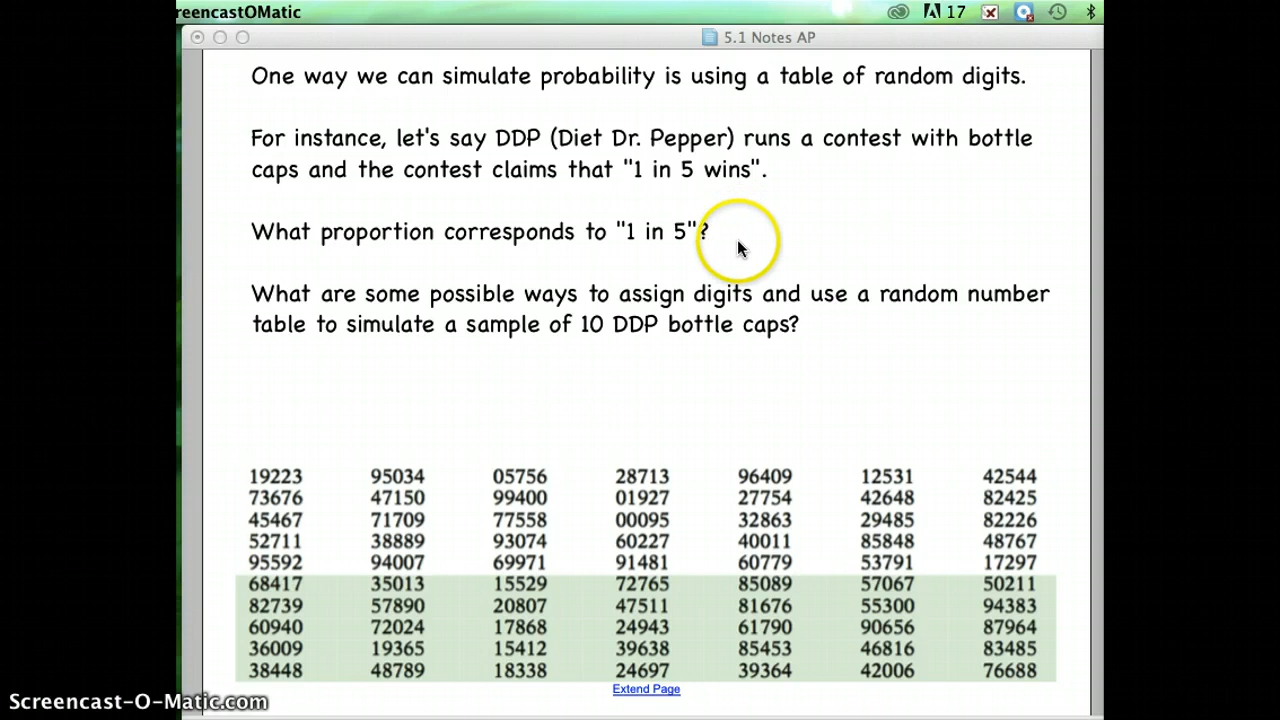 reencastOMatic 17
5.1 Notes AP
One way we can simulate probability is using a table of random digits.
For instance, let's say DDP (Diet Dr. Pepper) runs a contest with bottle
caps and the contest claims that "1 in 5 wins".
What proportion corresponds to "1 in 5"?
What are some possible ways to assign digits and use a random number
table to simulate a sample of 10 DDP bottle caps?
19223 95034 05756 28713 96409 12531 42544
73676 47150 99400 01927 27754 42648 82425
45467 71709 77558 00095 32863 29485 82226
52711 38889 93074 60227 40011 85848 48767
95592 94007 69971 91481 60779 53791 17297
68417 35013 15529 72765 85089 57067 50211
82739 57890 20807 47511 81676 55300 94383
60940 72024 17868 24943 61790 90656 87964
36009 19365 15412 39638 85453 46816 83485
38448 48789 18338 24697 39364 42006 76688
Extend Page
Screencast-O-Matic.com